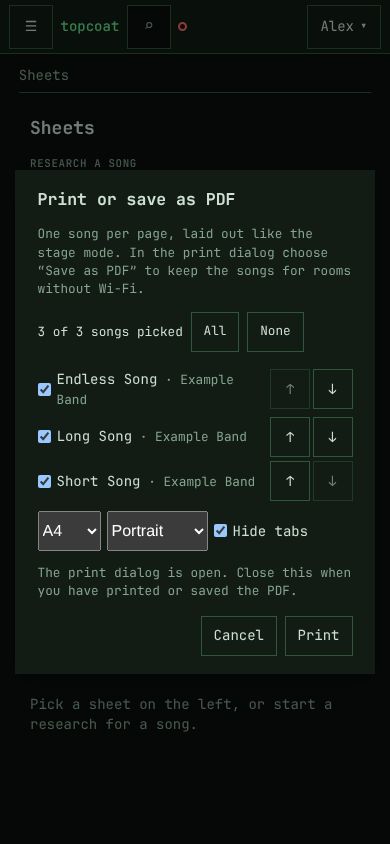 ☰ topcoat ⌕ Alex ▾
Sheets
Sheets
RESEARCH A SONG
Print or save as PDF
One song per page, laid out like the
stage mode. In the print dialog choose
“Save as PDF” to keep the songs for rooms
without Wi-Fi.
3 of 3 songs picked All None
Endless Song · Example
Band
↑ ↓
Long Song · Example Band ↑ ↓
Short Song · Example Band ↑ ↓
A4 Portrait Hide tabs
The print dialog is open. Close this when
you have printed or saved the PDF.
Cancel Print
Pick a sheet on the left, or start a
research for a song.